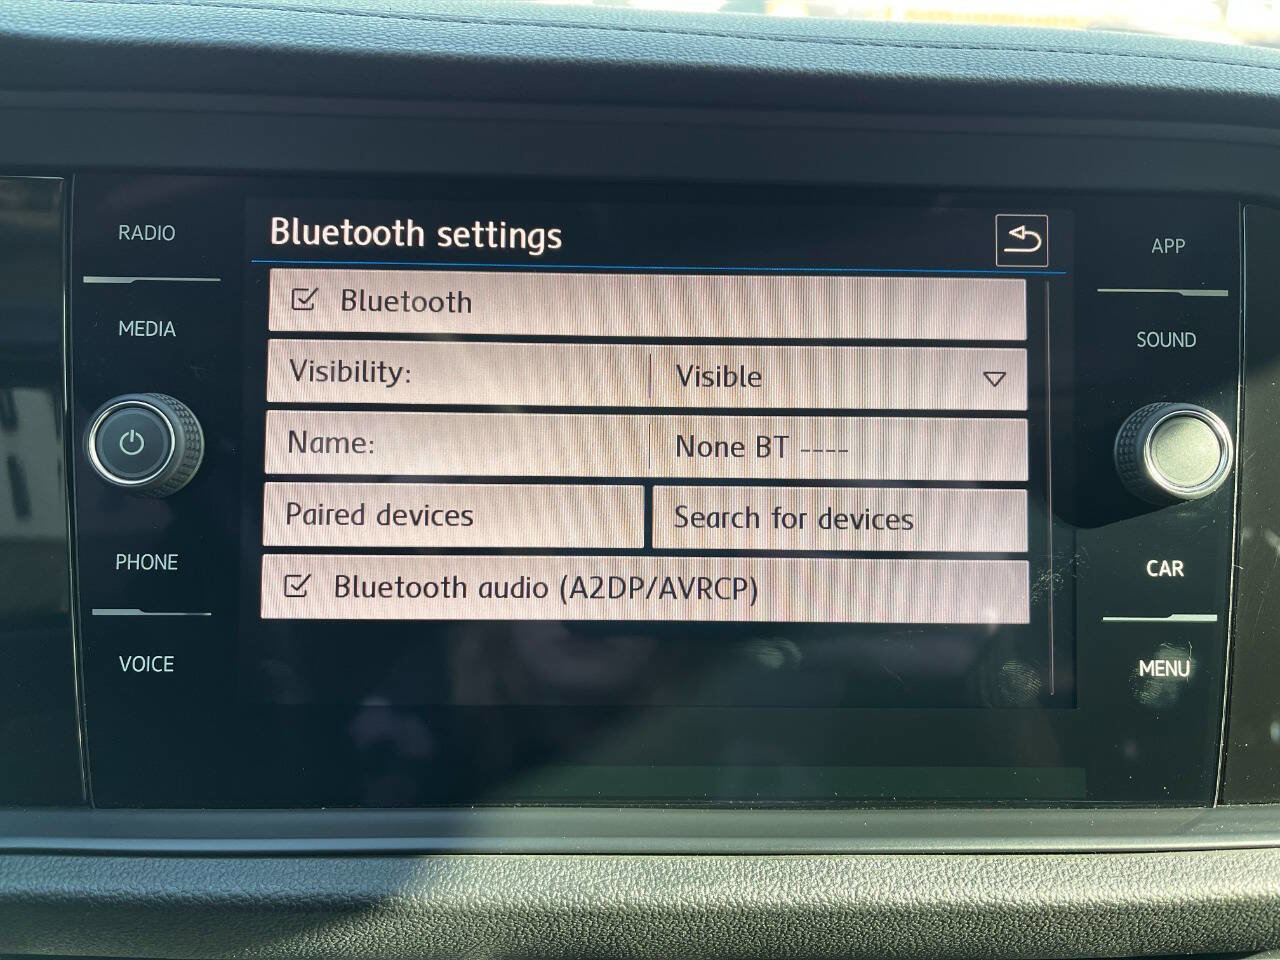 RADIO
MEDIA
PHONE
VOICE
Bluetooth settings
Bluetooth
Visibility: Visible
Name: None BT ----
Paired devices Search for devices
Bluetooth audio (A2DP/AVRCP)
APP
SOUND
CAR
MENU